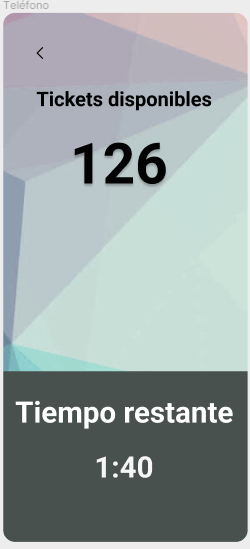 Teléfono
Tickets disponibles
126
Tiempo restante
1:40